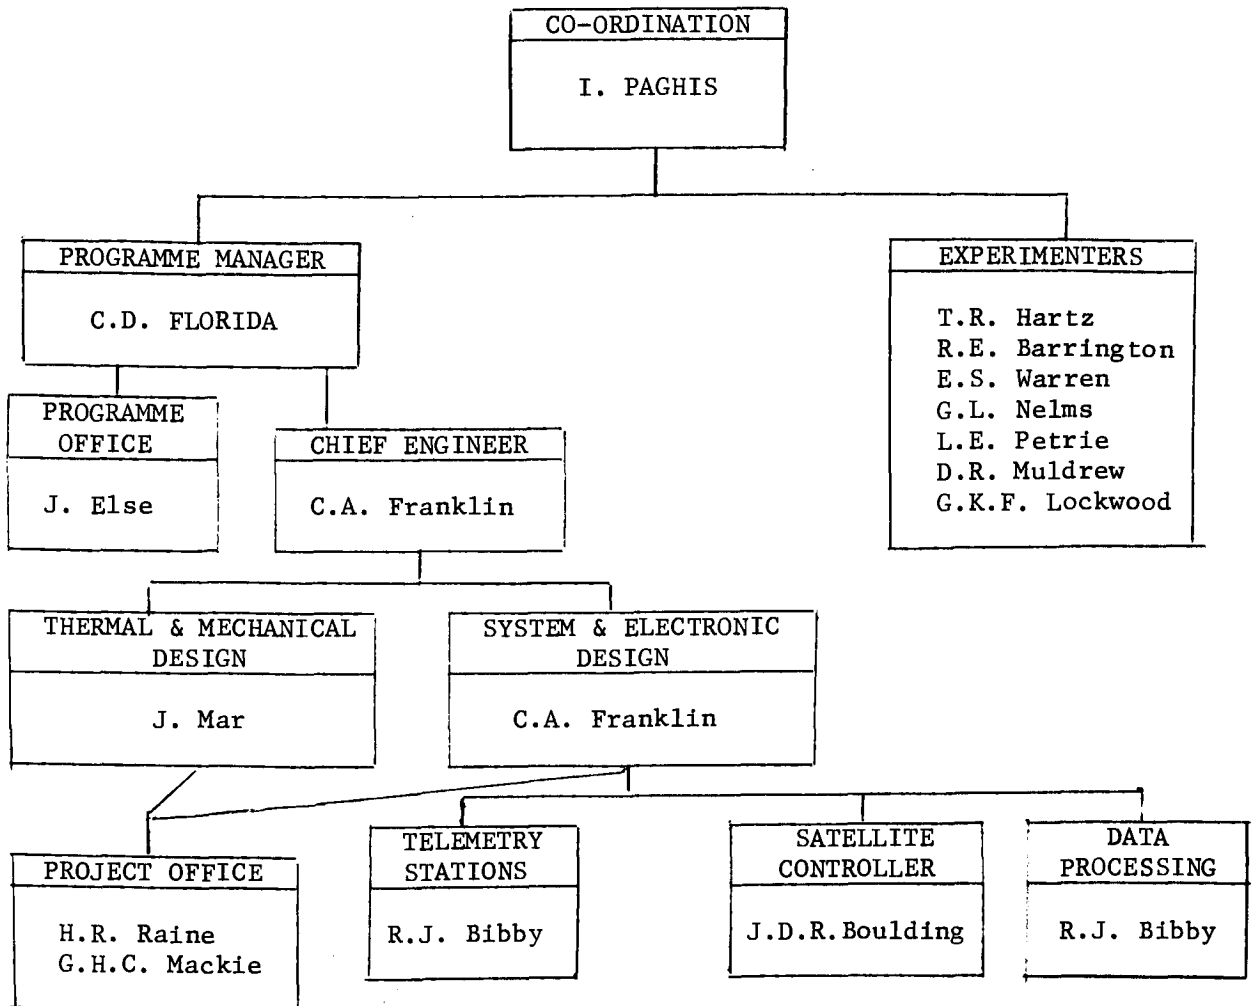 CO-ORDINATION
I. PAGHIS
PROGRAMME MANAGER
C.D. FLORIDA
EXPERIMENTERS
T.R. Hartz
R.E. Barrington
E.S. Warren
G.L. Nelms
L.E. Petrie
D.R. Muldrew
G.K.F. Lockwood
PROGRAMME
OFFICE
J. Else
CHIEF ENGINEER
C.A. Franklin
THERMAL & MECHANICAL
DESIGN
J. Mar
SYSTEM & ELECTRONIC
DESIGN
C.A. Franklin
PROJECT OFFICE
H.R. Raine
G.H.C. Mackie
TELEMETRY
STATIONS
R.J. Bibby
SATELLITE
CONTROLLER
J.D.R.Boulding
DATA
PROCESSING
R.J. Bibby